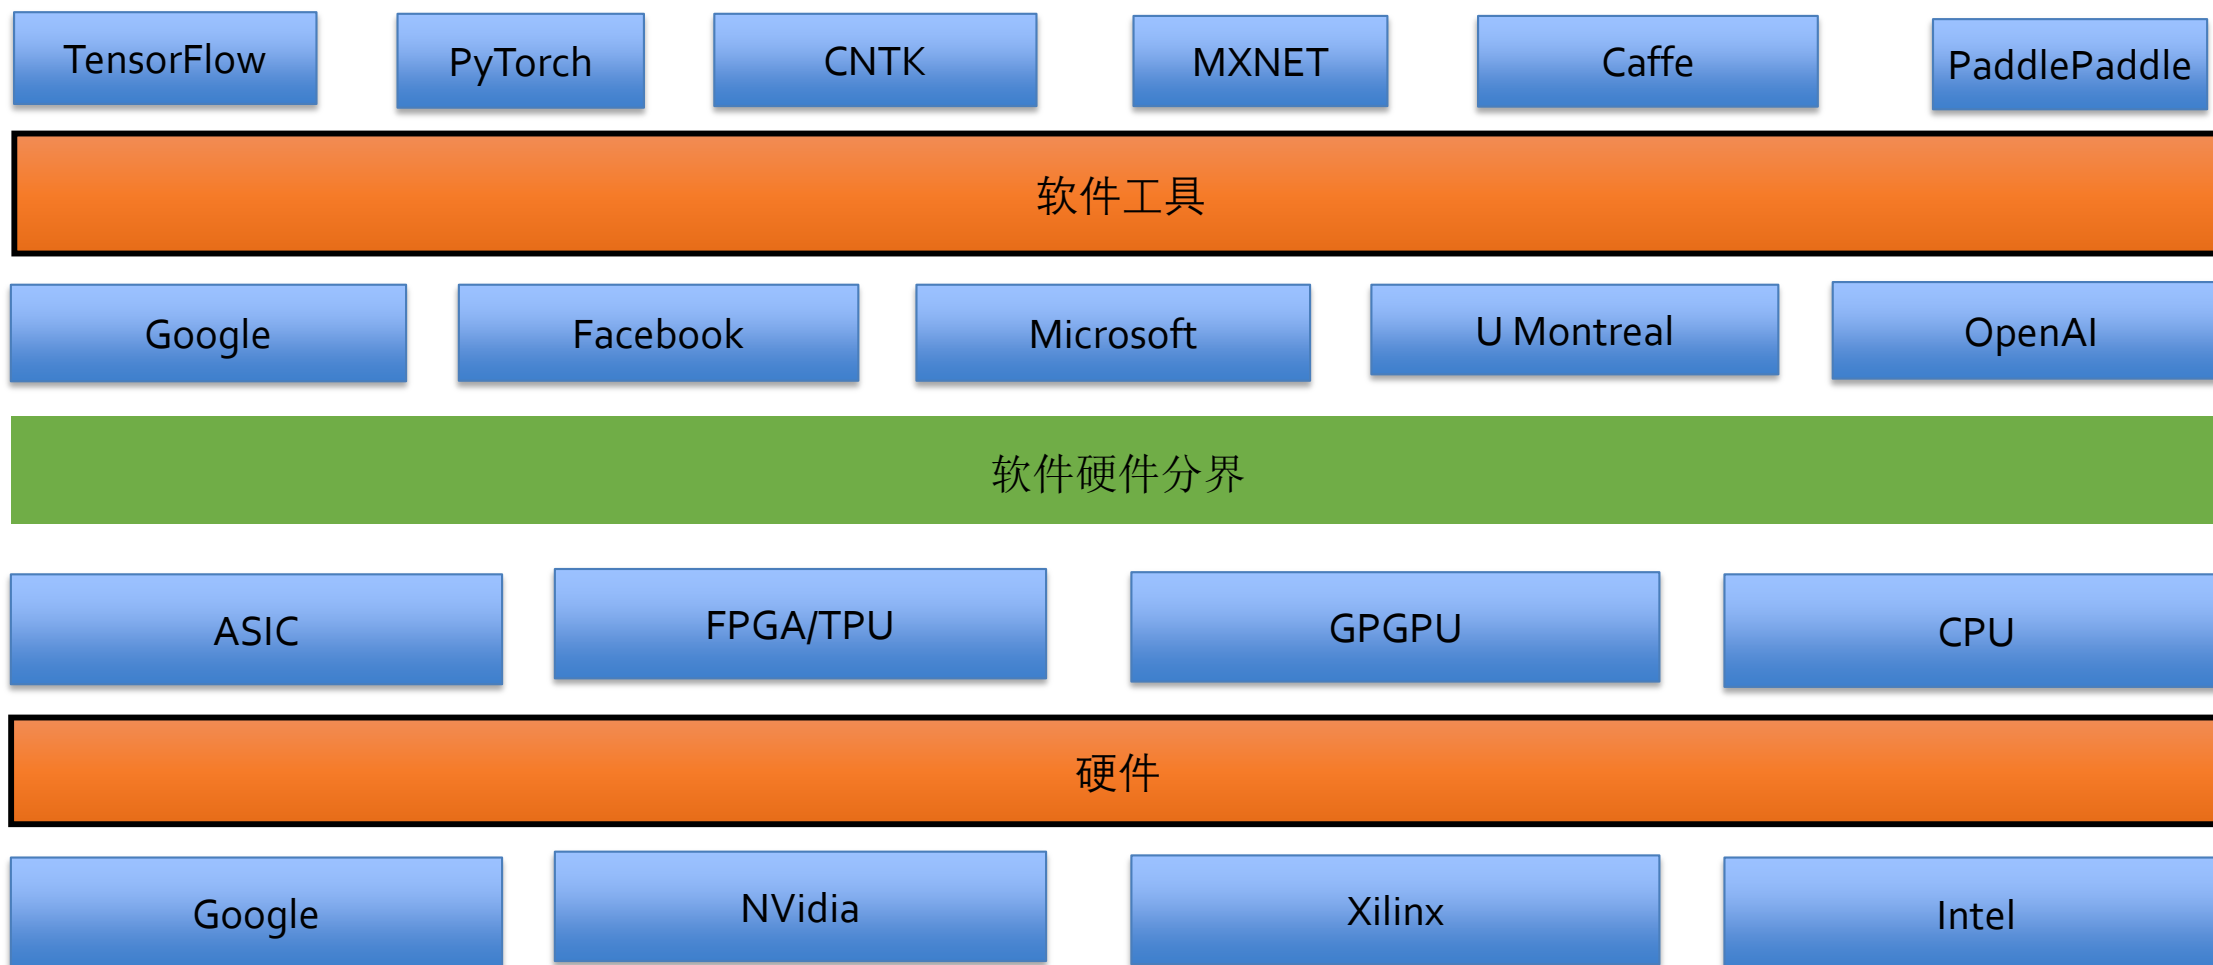 TensorFlow
PyTorch
CNTK
MXNET
Caffe
PaddlePaddle
软件工具
Google
Facebook
Microsoft
U Montreal
OpenAI
软件硬件分界
ASIC
FPGA/TPU
GPGPU
CPU
硬件
Google
NVidia
Xilinx
Intel